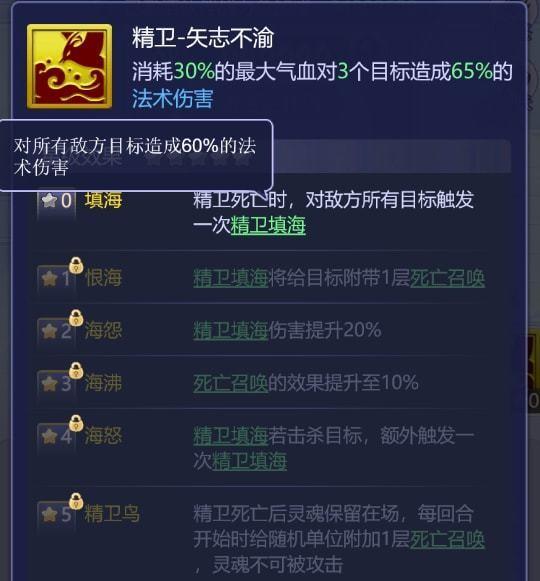 精卫-矢志不渝
消耗30%的最大气血对3个目标造成65%的
法术伤害
对所有敌方目标造成60%的法
术伤害
0 填海
精卫死亡时，对敌方所有目标触发
一次精卫填海
1 恨海
精卫填海将给目标附带1层死亡召唤
2 海怨
精卫填海伤害提升20%
3 海沸
死亡召唤的效果提升至10%
4 海怒
精卫填海若击杀目标，额外触发一
次精卫填海
5 精卫鸟
精卫死亡后灵魂保留在场，每回合
开始时给随机单位附加1层死亡召唤
，灵魂不可被攻击